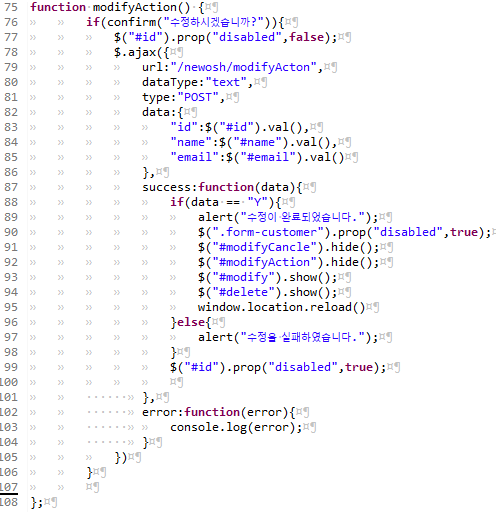 75 function modifyAction() {
76 if(confirm("수정하시겠습니까?")){
77 $("#id").prop("disabled",false);
78 $.ajax({
79 url:"/newosh/modifyActon",
80 dataType:"text",
81 type:"POST",
82 data:{
83 "id":$("#id").val(),
84 "name":$("#name").val(),
85 "email":$("#email").val()
86 },
87 success:function(data){
88 if(data == "Y"){
89 alert("수정이 완료되었습니다.");
90 $(".form-customer").prop("disabled",true);
91 $("#modifyCancle").hide();
92 $("#modifyAction").hide();
93 $("#modify").show();
94 $("#delete").show();
95 window.location.reload()
96 }else{
97 alert("수정을 실패하였습니다.");
98 }
99 $("#id").prop("disabled",true);
100
101 },
102 error:function(error){
103 console.log(error);
104 }
105 })
106 }
107
108 };